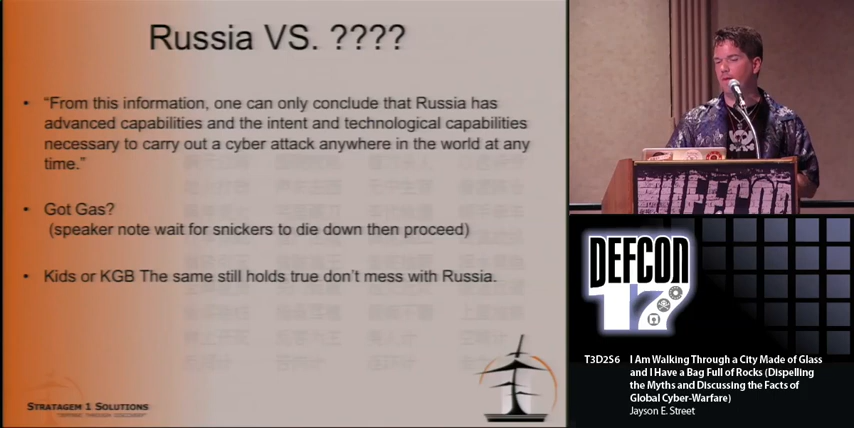 Russia VS. ????
• “From this information, one can only conclude that Russia has
advanced capabilities and the intent and technological capabilities
necessary to carry out a cyber attack anywhere in the world at any
time.”
• Got Gas?
(speaker note wait for snickers to die down then proceed)
• Kids or KGB The same still holds true don’t mess with Russia.
STRATAGEM 1 SOLUTIONS
DEFCON
DEFCON
17
T3D2S6 I Am Walking Through a City Made of Glass
and I Have a Bag Full of Rocks (Dispelling
the Myths and Discussing the Facts of
Global Cyber-Warfare)
Jayson E. Street